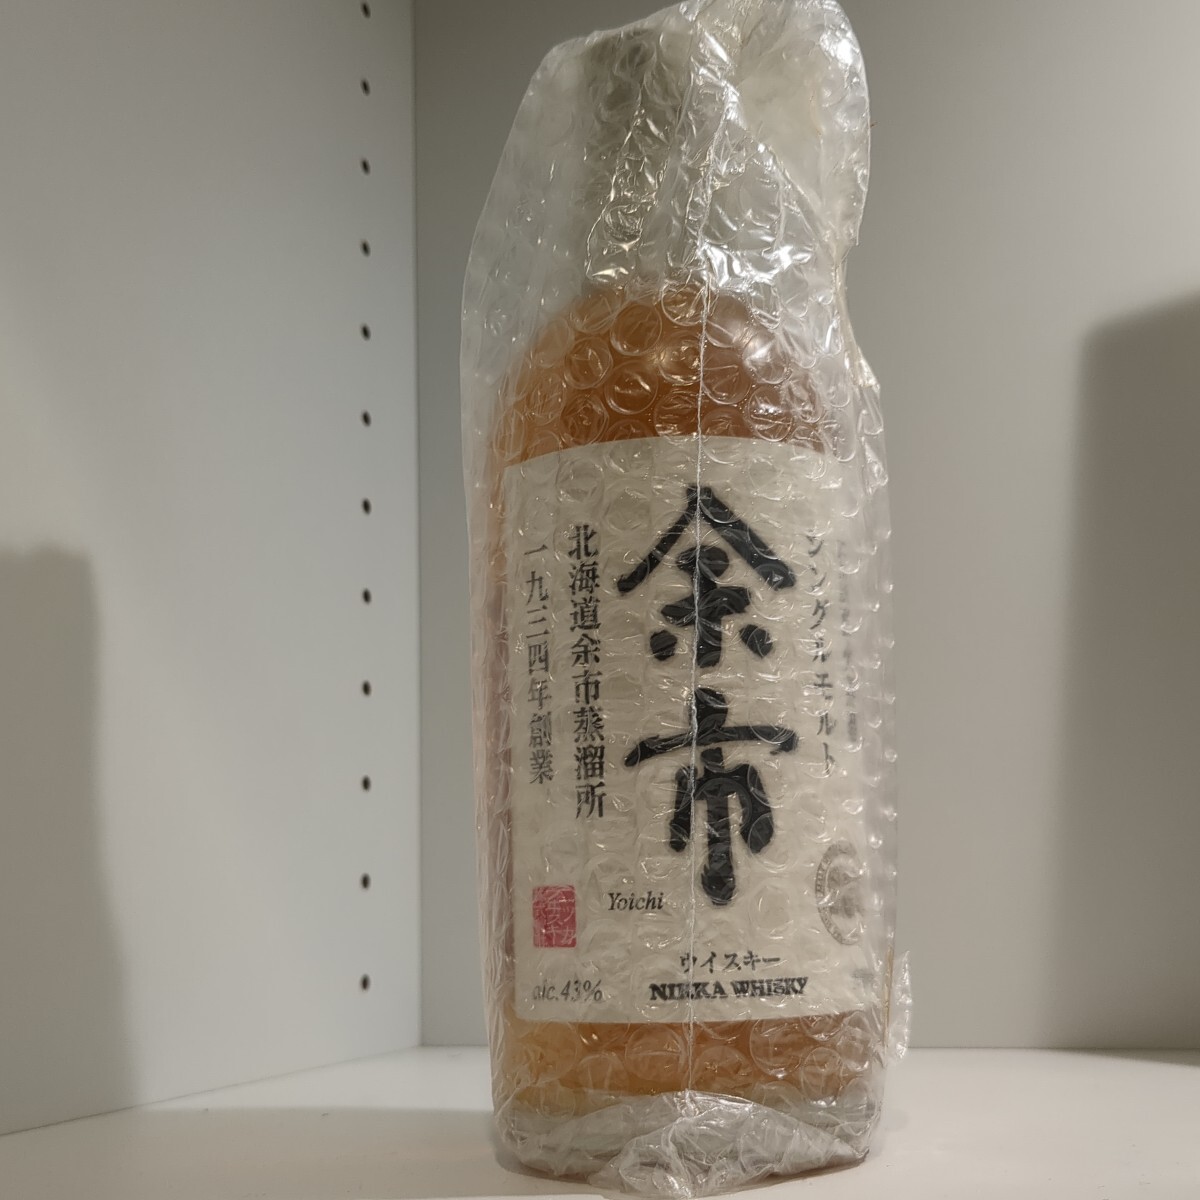 シングルモルト
余市
北海道余市蒸溜所
一九三四年創業
Yoichi
ウイスキー
alc.43%
NIKKA WHISKY